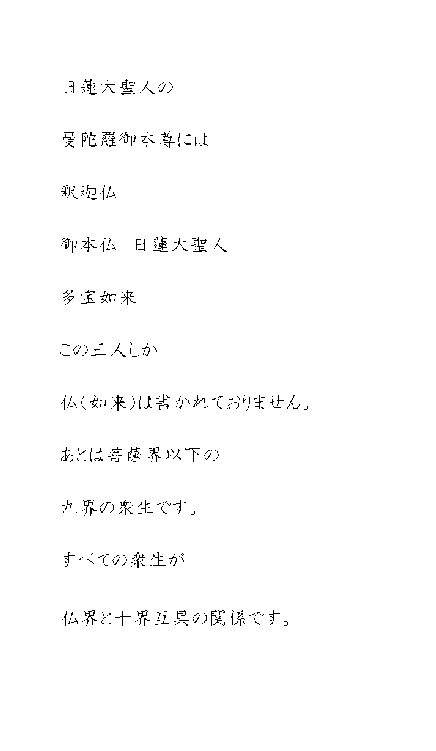 日蓮大聖人の
曼陀羅御本尊には
釈迦仏
御本仏　日蓮大聖人
多宝如来
この三人しか
仏(如来)は書かれておりません。
あとは菩薩界以下の
九界の衆生です。
すべての衆生が
仏界と十界互具の関係です。